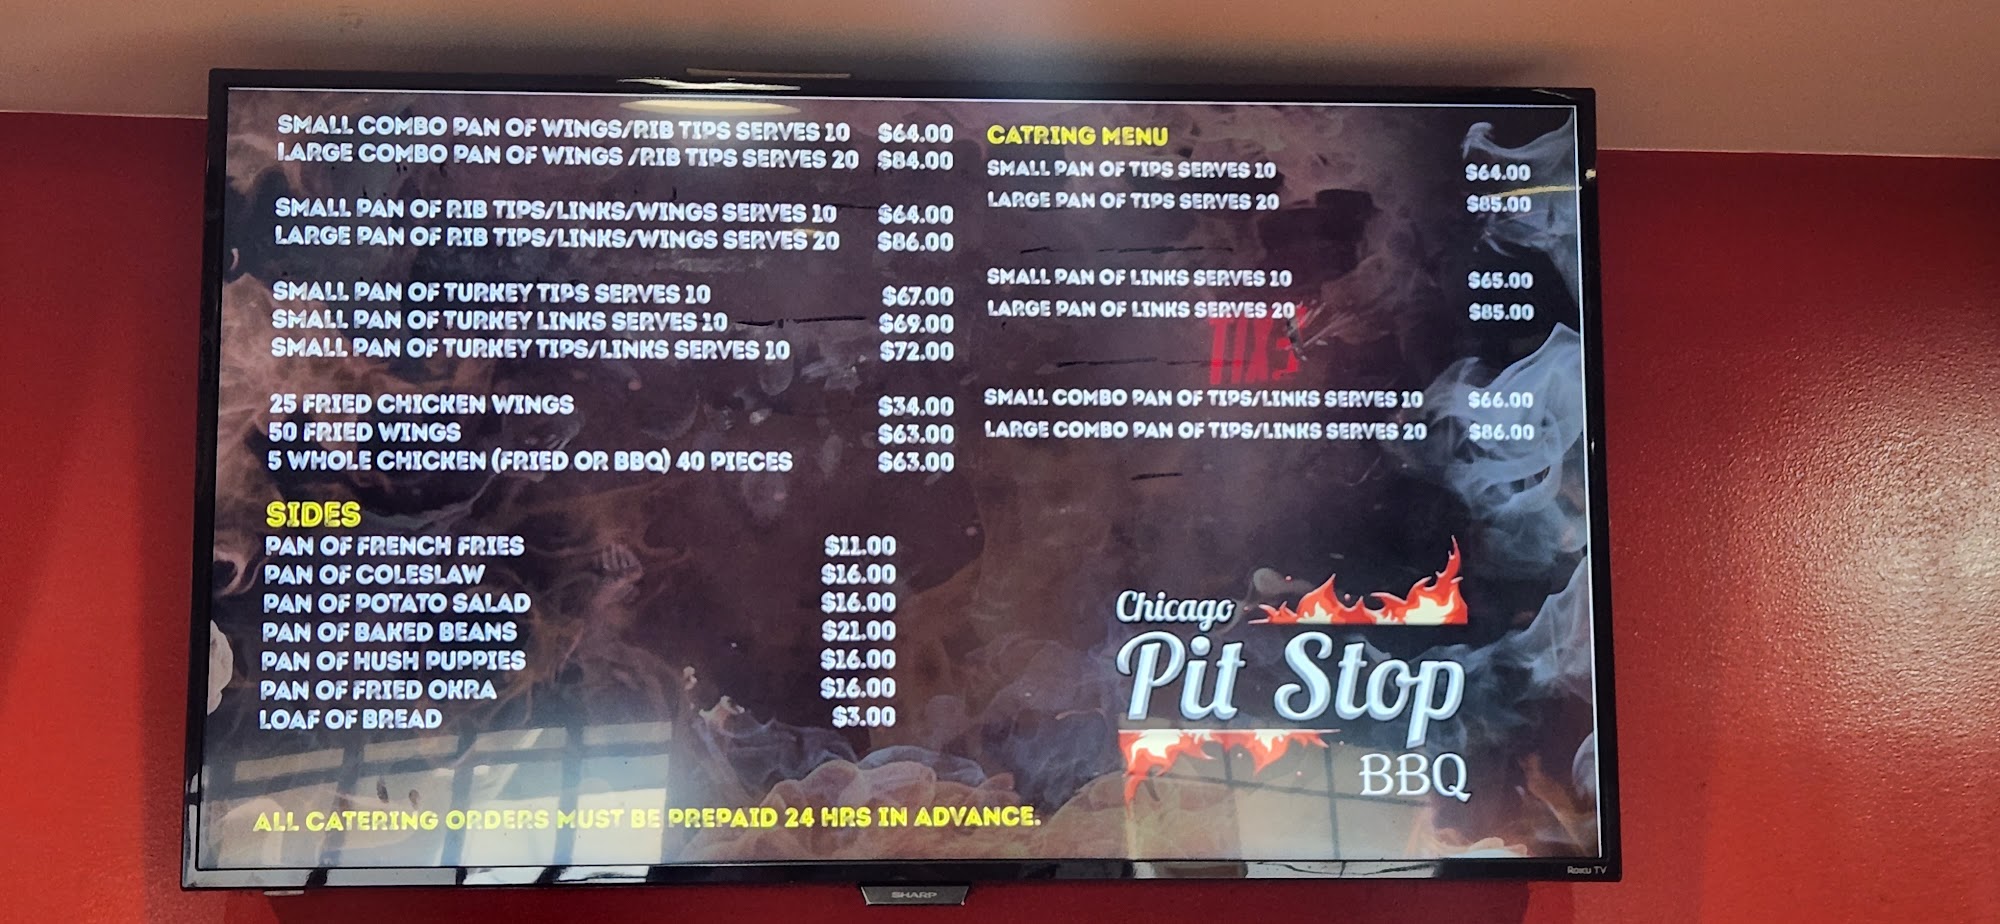 SMALL COMBO PAN OF WINGS/RIB TIPS SERVES 10 $64.00
LARGE COMBO PAN OF WINGS /RIB TIPS SERVES 20 $84.00
SMALL PAN OF RIB TIPS/LINKS/WINGS SERVES 10 $64.00
LARGE PAN OF RIB TIPS/LINKS/WINGS SERVES 20 $86.00
SMALL PAN OF TURKEY TIPS SERVES 10 $67.00
SMALL PAN OF TURKEY LINKS SERVES 10 $69.00
SMALL PAN OF TURKEY TIPS/LINKS SERVES 10 $72.00
25 FRIED CHICKEN WINGS $34.00
50 FRIED WINGS $63.00
5 WHOLE CHICKEN (FRIED OR BBQ) 40 PIECES $63.00
SIDES
PAN OF FRENCH FRIES $11.00
PAN OF COLESLAW $16.00
PAN OF POTATO SALAD $16.00
PAN OF BAKED BEANS $21.00
PAN OF HUSH PUPPIES $16.00
PAN OF FRIED OKRA $16.00
LOAF OF BREAD $3.00
ALL CATERING ORDERS MUST BE PREPAID 24 HRS IN ADVANCE.
CATRING MENU
SMALL PAN OF TIPS SERVES 10 $64.00
LARGE PAN OF TIPS SERVES 20 $85.00
SMALL PAN OF LINKS SERVES 10 $65.00
LARGE PAN OF LINKS SERVES 20 $85.00
EXIT
SMALL COMBO PAN OF TIPS/LINKS SERVES 10 $66.00
LARGE COMBO PAN OF TIPS/LINKS SERVES 20 $86.00
Chicago
Pit Stop
BBQ
Roku TV
SHARP